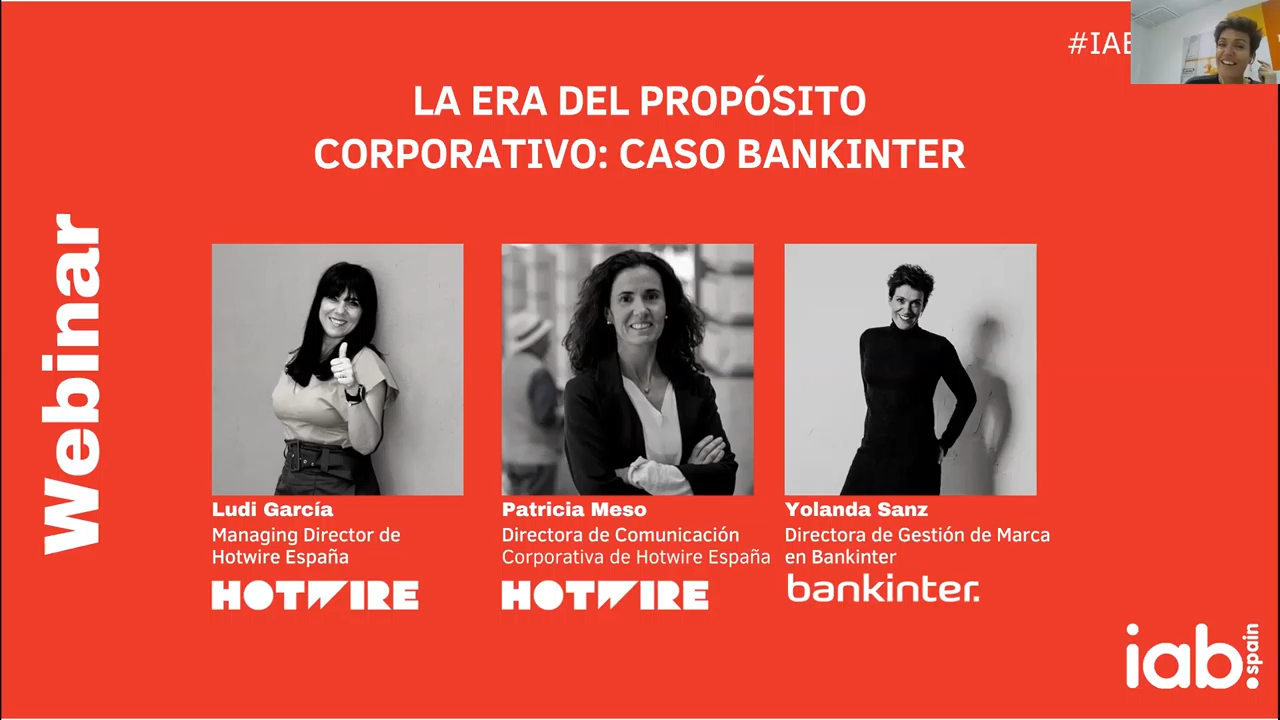 #IAB
LA ERA DEL PROPÓSITO
CORPORATIVO: CASO BANKINTER
Webinar
Ludi García
Managing Director de
Hotwire España
HOTWIRE
Patricia Meso
Directora de Comunicación
Corporativa de Hotwire España
HOTWIRE
Yolanda Sanz
Directora de Gestión de Marca
en Bankinter
bankinter.
iab.
spain